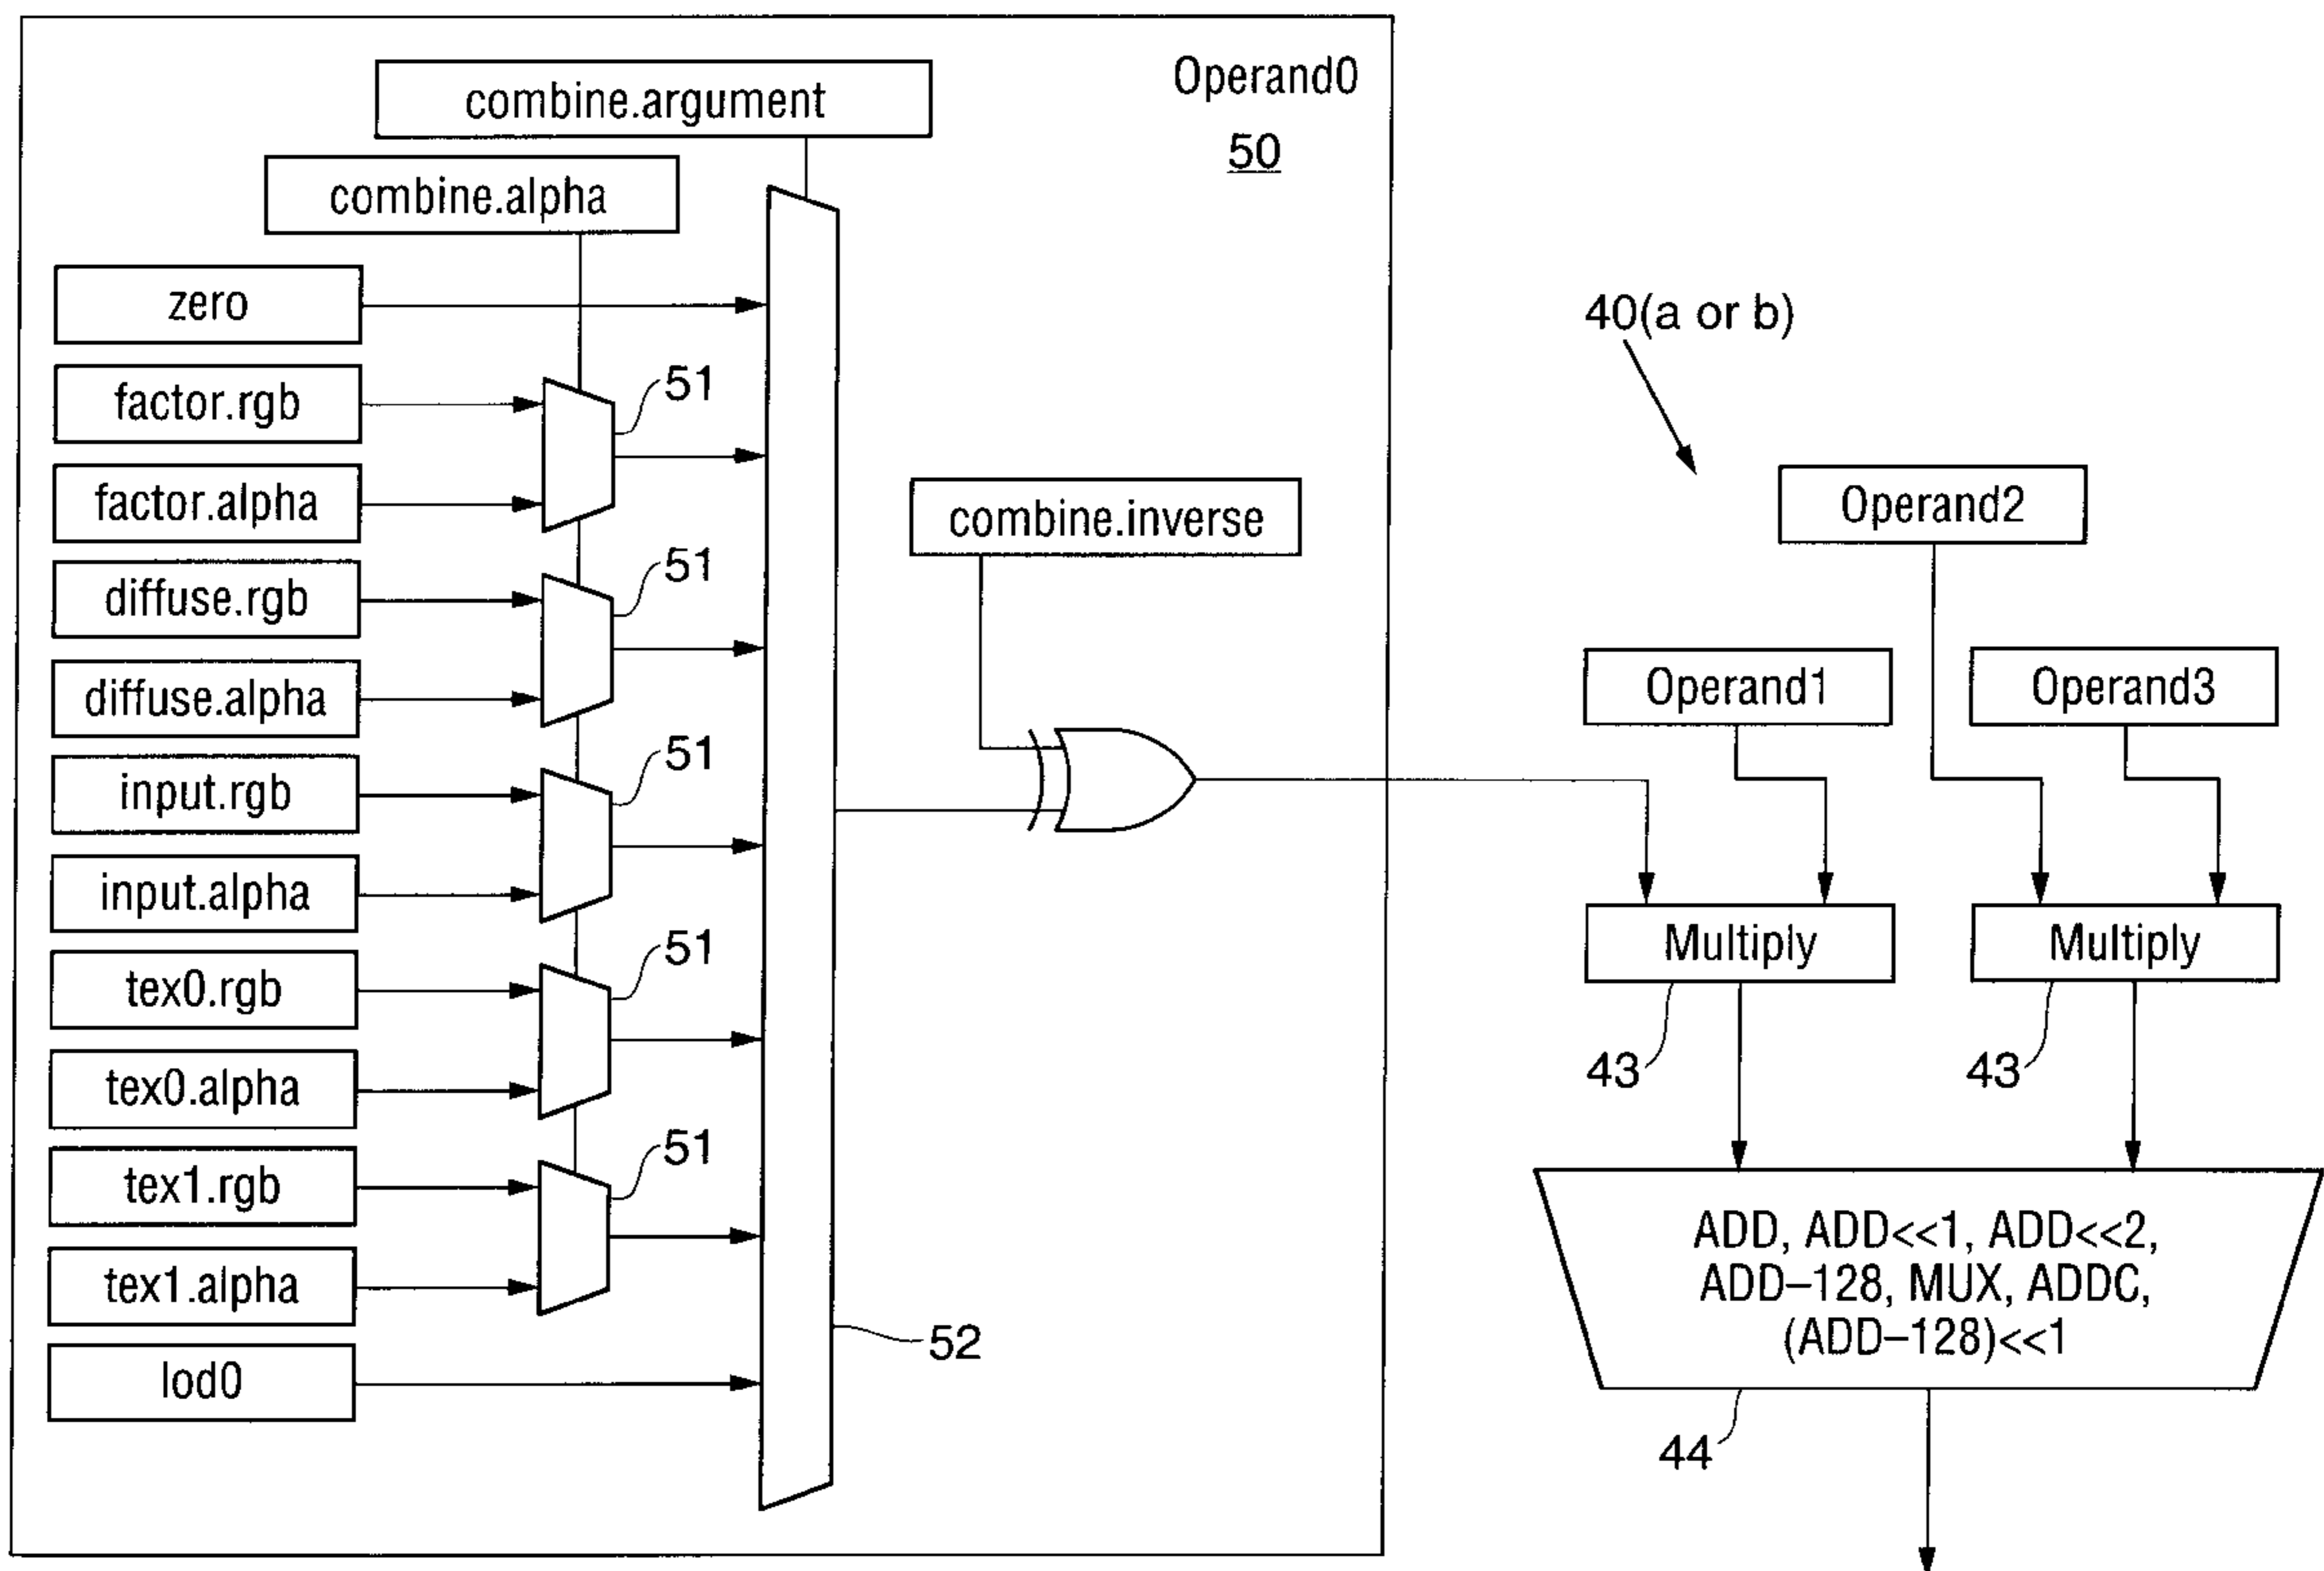 Operand0
50
combine.argument
combine.alpha
zero
factor.rgb
factor.alpha
diffuse.rgb
diffuse.alpha
input.rgb
input.alpha
tex0.rgb
tex0.alpha
tex1.rgb
tex1.alpha
lod0
51
51
51
51
51
52
combine.inverse
40(a or b)
Operand2
Operand1
Operand3
Multiply
Multiply
43
43
ADD, ADD<<1, ADD<<2,
ADD–128, MUX, ADDC,
(ADD–128)<<1
44